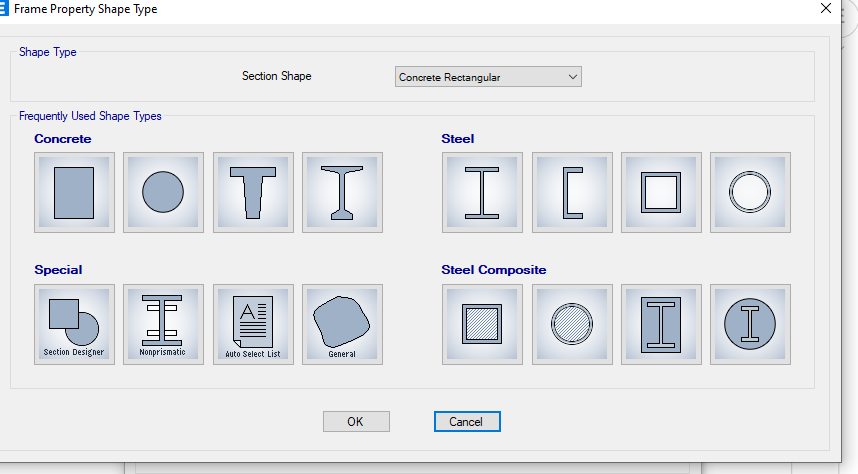 Frame Property Shape Type
Shape Type
Section Shape
Concrete Rectangular
Frequently Used Shape Types
Concrete
Steel
Special
Steel Composite
Section Designer
Nonprismatic
A
Auto Select List
General
OK
Cancel